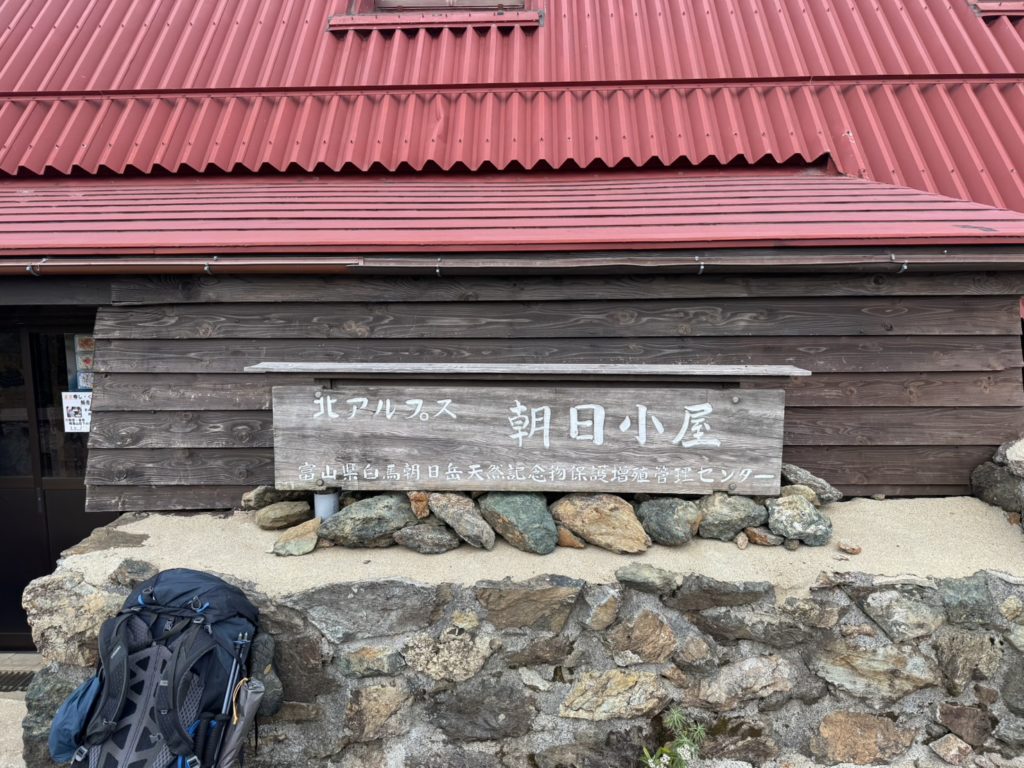 北アルプス 朝日小屋
富山県白馬朝日岳天然記念物保護増殖管理センター